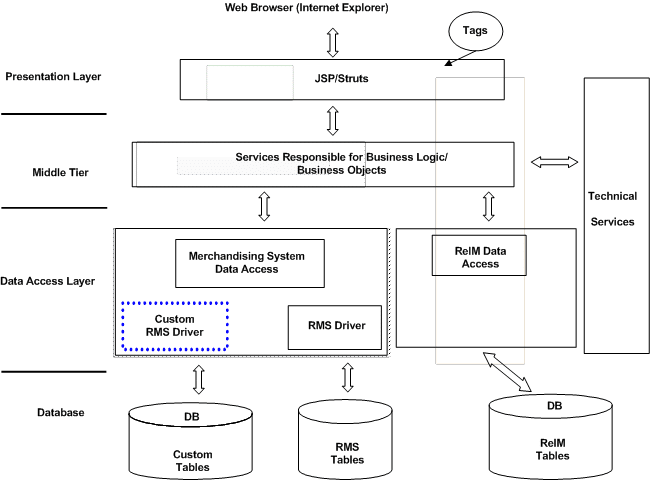 Web Browser (Internet Explorer)
Tags
Presentation Layer
JSP/Struts
Middle Tier
Services Responsible for Business Logic/
Business Objects
Technical
Services
Data Access Layer
Merchandising System
Data Access
ReIM Data
Access
Custom
RMS Driver
RMS Driver
Database
DB
Custom
Tables
RMS
Tables
DB
ReIM
Tables